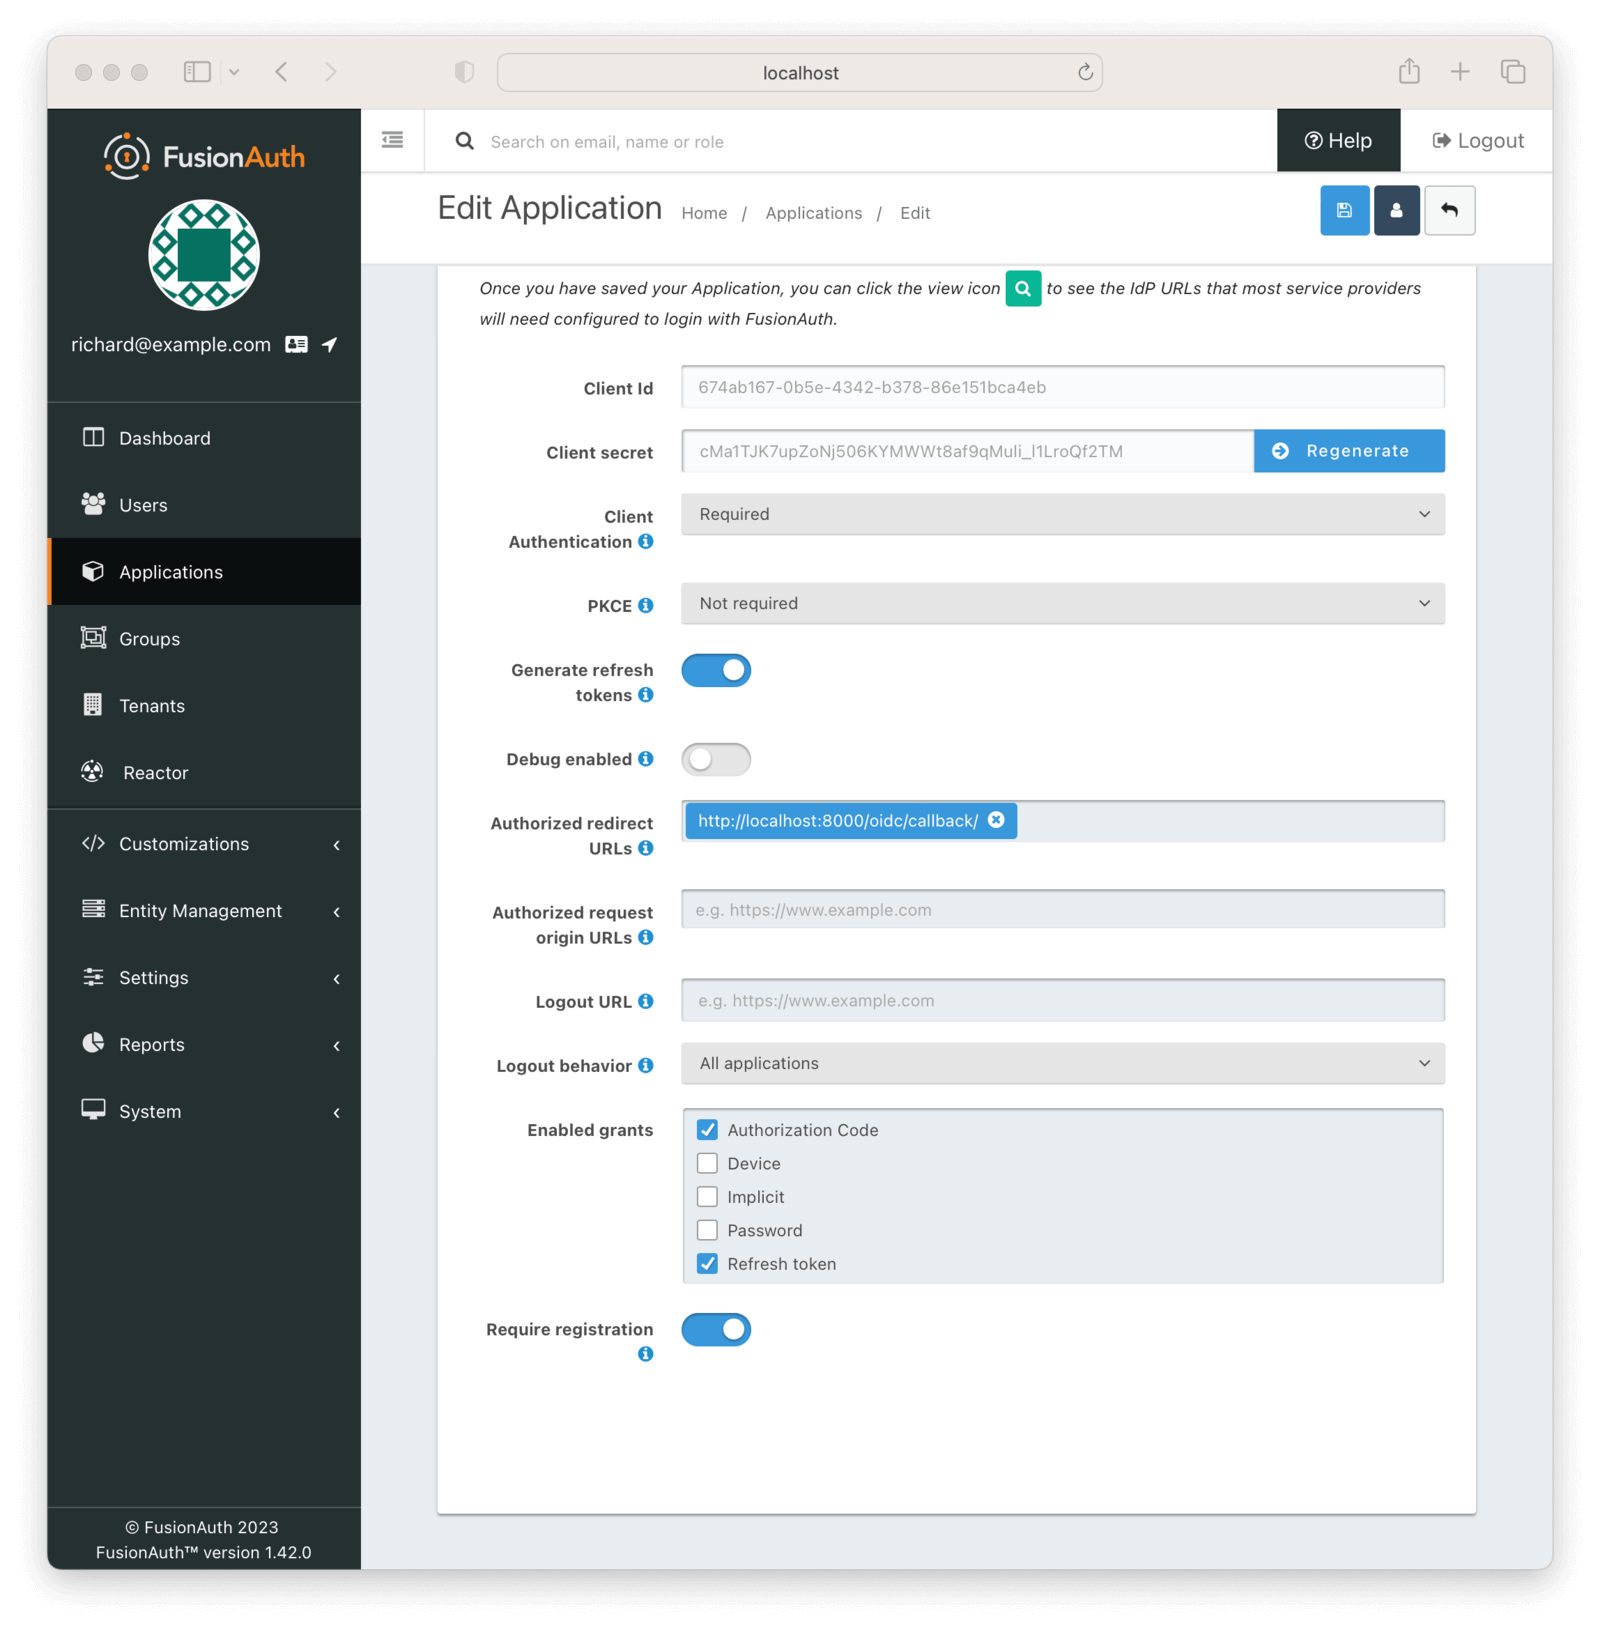 localhost
FusionAuth
Search on email, name or role
Help
Logout
richard@example.com
Edit Application
Home / Applications / Edit
Dashboard
Users
Applications
Groups
Tenants
Reactor
Customizations
Entity Management
Settings
Reports
System
© FusionAuth 2023
FusionAuth™ version 1.42.0
Once you have saved your Application, you can click the view icon to see the IdP URLs that most service providers
will need configured to login with FusionAuth.
Client Id
674ab167-0b5e-4342-b378-86e151bca4eb
Client secret
cMa1TJK7upZoNj506KYMWWt8af9qMuli_l1LroQf2TM
Regenerate
Client
Authentication
Required
PKCE
Not required
Generate refresh
tokens
Debug enabled
Authorized redirect
URLs
http://localhost:8000/oidc/callback/
Authorized request
origin URLs
e.g. https://www.example.com
Logout URL
e.g. https://www.example.com
Logout behavior
All applications
Enabled grants
Authorization Code
Device
Implicit
Password
Refresh token
Require registration